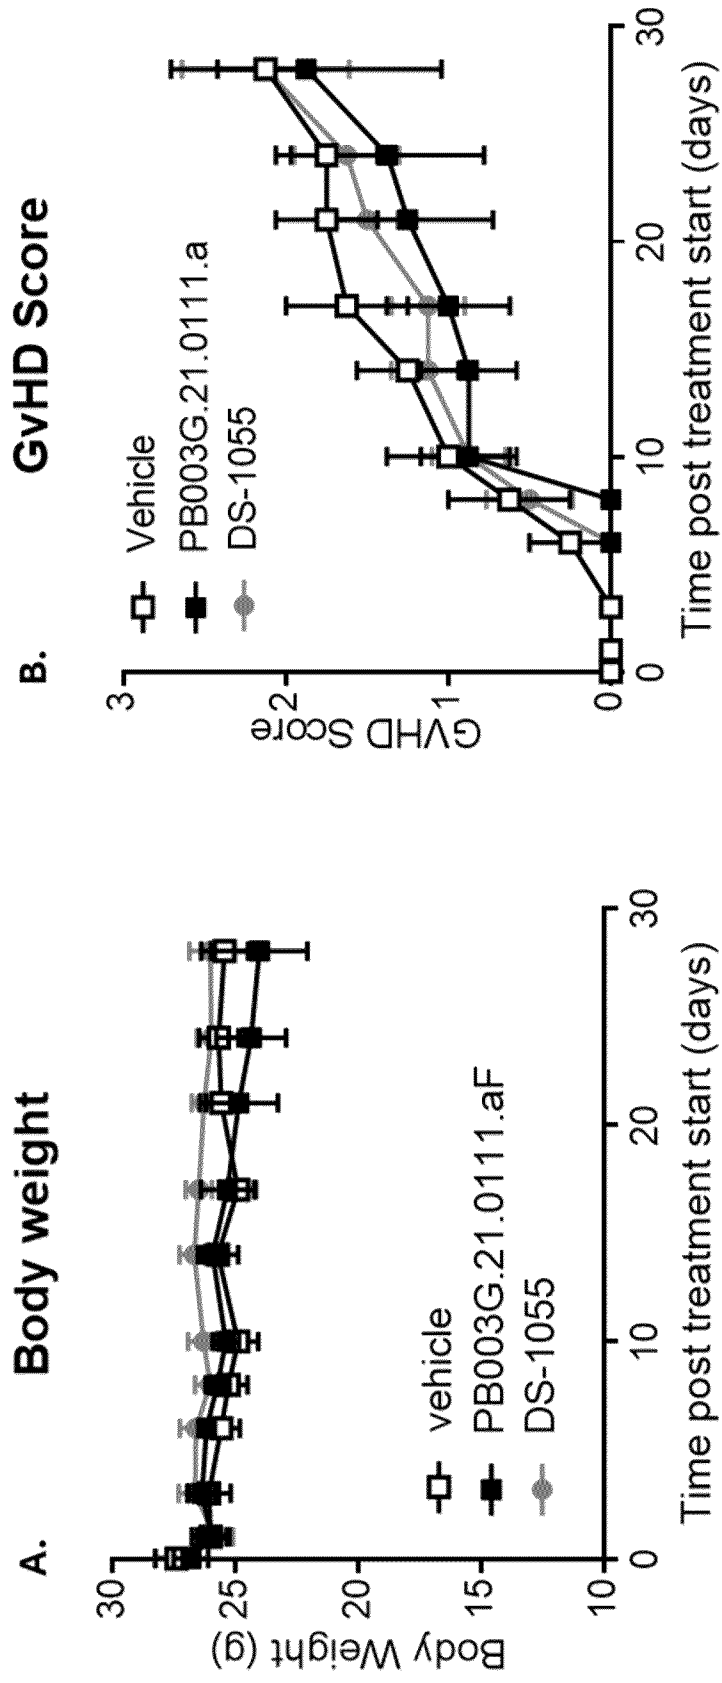 A.
Body weight
30
25
20
15
10
Body Weight (g)
vehicle
PB003G.21.0111.aF
DS-1055
0
10
20
30
Time post treatment start (days)
B.
GvHD Score
3
2
1
0
GVHD Score
Vehicle
PB003G.21.0111.a
DS-1055
0
10
20
30
Time post treatment start (days)